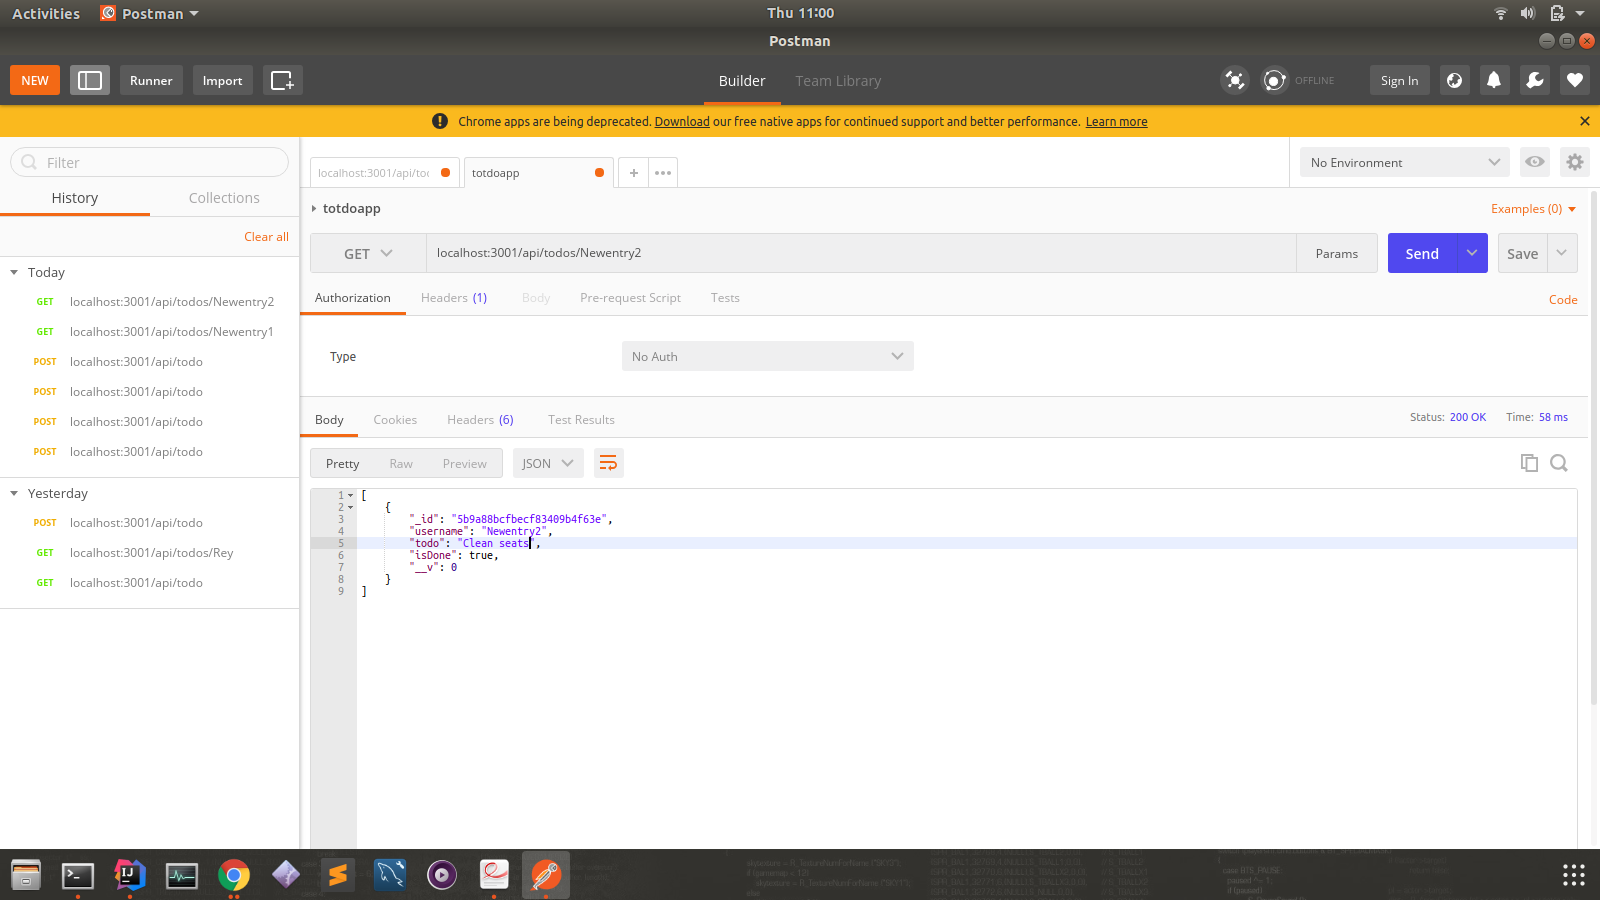 Activities Postman Thu 11:00
Postman
NEW Runner Import Builder Team Library OFFLINE Sign In
Chrome apps are being deprecated. Download our free native apps for continued support and better performance. Learn more
Filter
localhost:3001/api/to
totdoapp
No Environment
History Collections
Clear all
Today
GET localhost:3001/api/todos/Newentry2
GET localhost:3001/api/todos/Newentry1
POST localhost:3001/api/todo
POST localhost:3001/api/todo
POST localhost:3001/api/todo
POST localhost:3001/api/todo
Yesterday
POST localhost:3001/api/todo
GET localhost:3001/api/todos/Rey
GET localhost:3001/api/todo
totdoapp Examples (0)
GET localhost:3001/api/todos/Newentry2 Params Send Save
Authorization Headers (1) Body Pre-request Script Tests Code
Type No Auth
Body Cookies Headers (6) Test Results Status: 200 OK Time: 58 ms
Pretty Raw Preview JSON
1 [
2 {
3 "_id": "5b9a88bcfbecf83409b4f63e",
4 "username": "Newentry2",
5 "todo": "Clean seats",
6 "isDone": true,
7 "__v": 0
8 }
9 ]
IJ